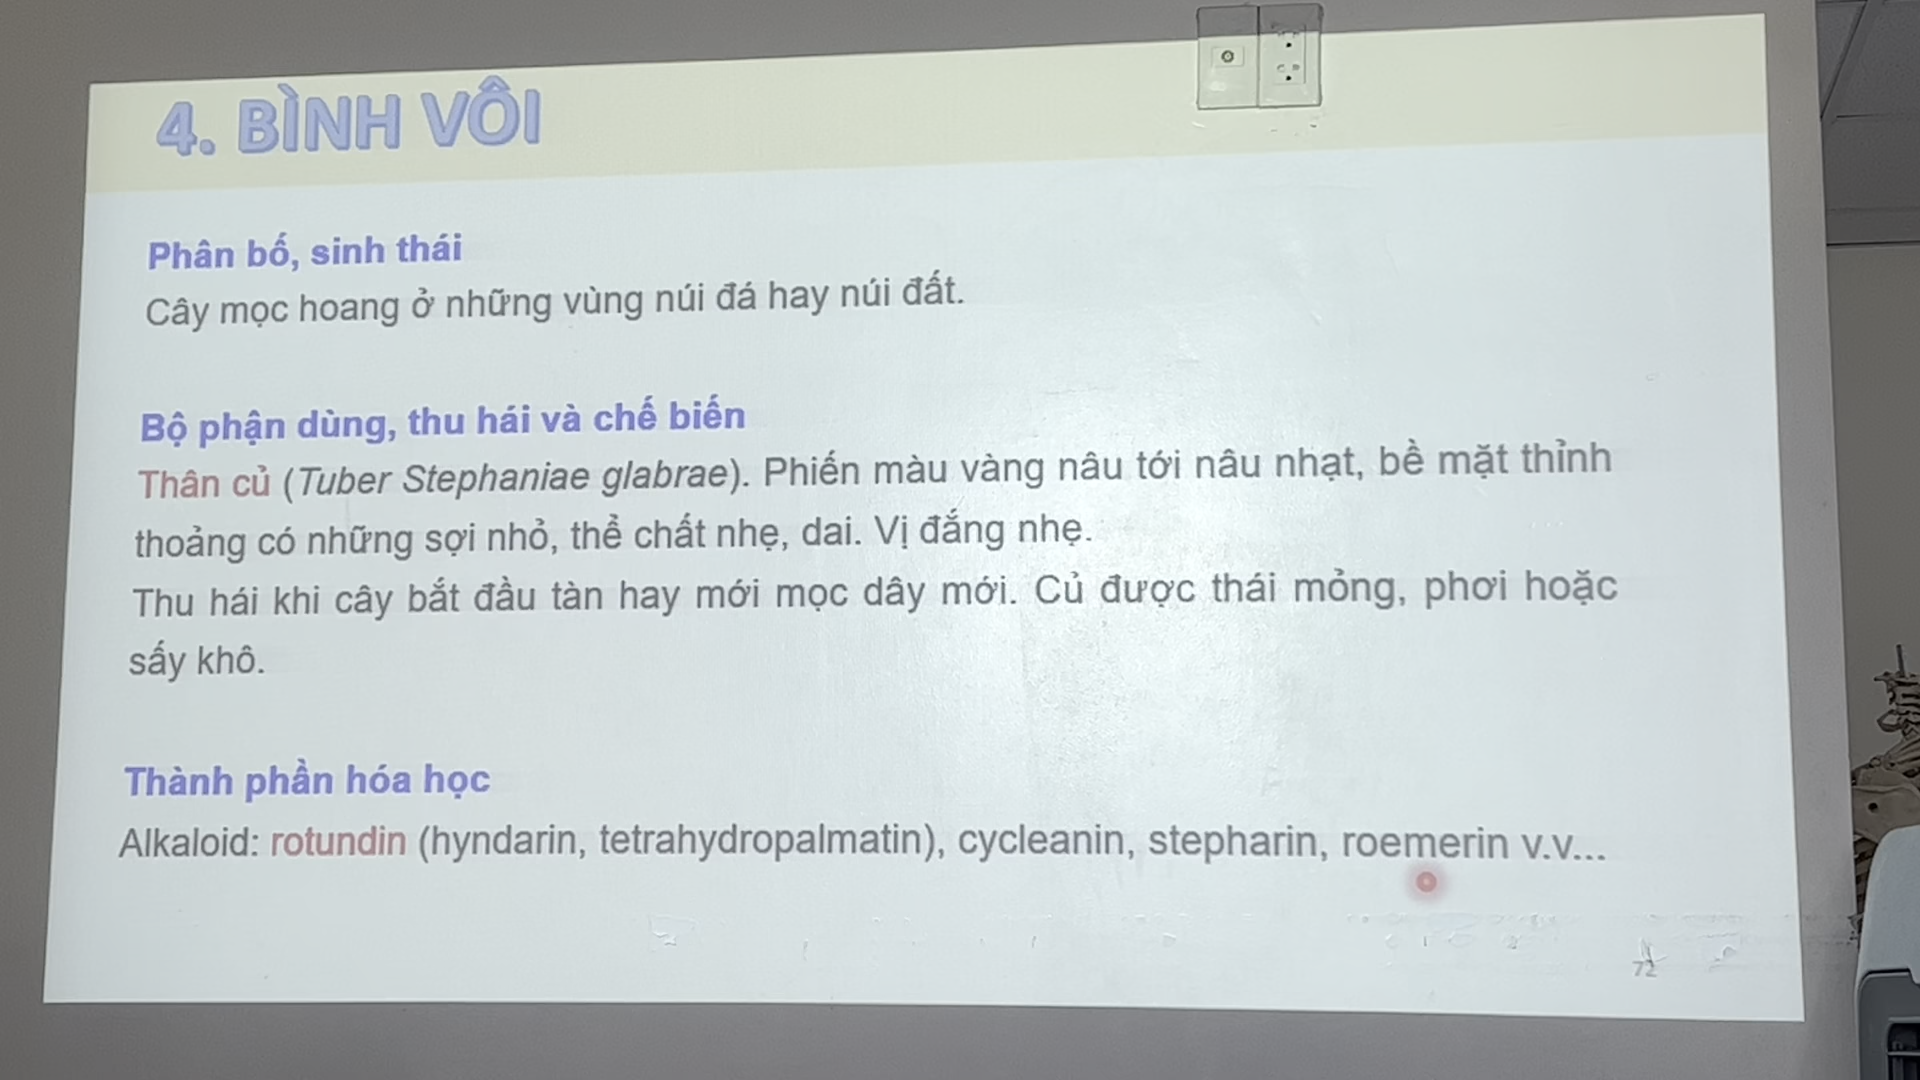 4. BÌNH VÔI
Phân bố, sinh thái
Cây mọc hoang ở những vùng núi đá hay núi đất.
Bộ phận dùng, thu hái và chế biến
Thân củ (Tuber Stephaniae glabrae). Phiến màu vàng nâu tới nâu nhạt, bề mặt thỉnh
thoảng có những sợi nhỏ, thể chất nhẹ, dai. Vị đắng nhẹ.
Thu hái khi cây bắt đầu tàn hay mới mọc dây mới. Củ được thái mỏng, phơi hoặc
sấy khô.
Thành phần hóa học
Alkaloid: rotundin (hyndarin, tetrahydropalmatin), cycleanin, stepharin, roemerin v.v...
72